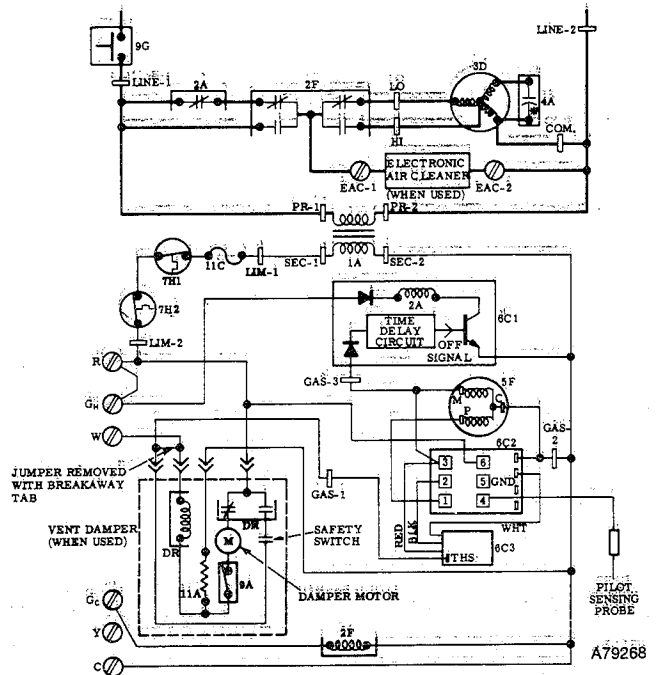 LINE-2
9G
LINE-1
2A
2F
LO
3D
4A
HI
COM.
ELECTRONIC
AIR CLEANER
(WHEN USED)
EAC-1
EAC-2
PR-1
PR-2
7H1
11C
LIM-1
SEC-1
1A
SEC-2
7H2
2A
6C1
TIME
DELAY
CIRCUIT
OFF
SIGNAL
LIM-2
R
GAS-3
5F
M
C
P
GH
GAS-
2
W
6C2
JUMPER REMOVED
WITH BREAKAWAY
TAB
3
6
2
5
GND
1
4
GAS-1
RED
BLK
WHT
VENT DAMPER
(WHEN USED)
DR
SAFETY
SWITCH
THS
6C3
DR
M
9A
11A
DAMPER MOTOR
PILOT
SENSING
PROBE
GC
Y
2F
C
A79268